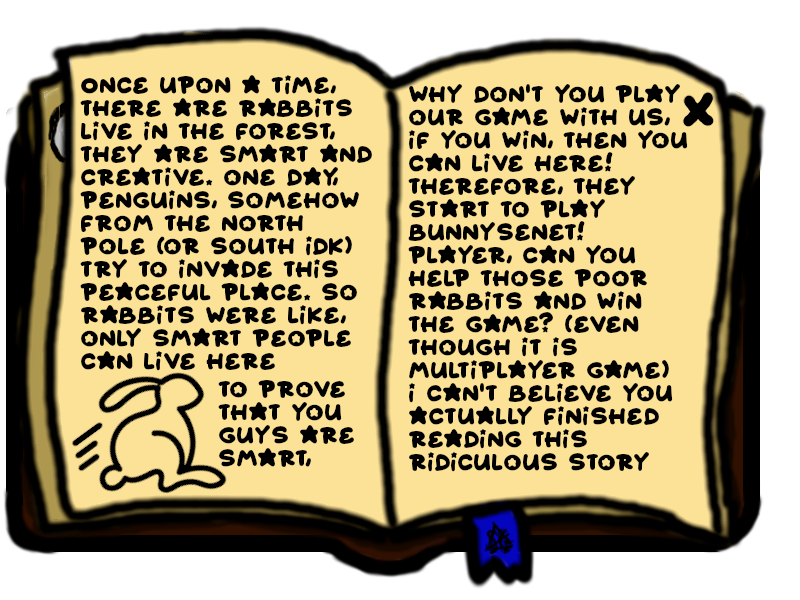 ONCE UPON A TiME,
THERE ARE RABBiTS
LiVE iN THE FOREST,
THEY ARE SMART AND
CREATiVE. ONE DAY,
PENGUiNS, SOMEHOW
FROM THE NORTH
POLE (OR SOUTH iDK)
TRY TO iNVADE THiS
PEACEFUL PLACE. SO
RABBiTS WERE LiKE,
ONLY SMART PEOPLE
CAN LiVE HERE
TO PROVE
THAT YOU
GUYS ARE
SMART,
WHY DON'T YOU PLAY
OUR GAME WiTH US,
iF YOU WiN, THEN YOU
CAN LiVE HERE!
THEREFORE, THEY
START TO PLAY
BUNNYSENET!
PLAYER, CAN YOU
HELP THOSE POOR
RABBiTS AND WiN
THE GAME? (EVEN
THOUGH iT iS
MULTiPLAYER GAME)
i CAN'T BELiEVE YOU
ACTUALLY FiNiSHED
READiNG THiS
RiDiCULOUS STORY